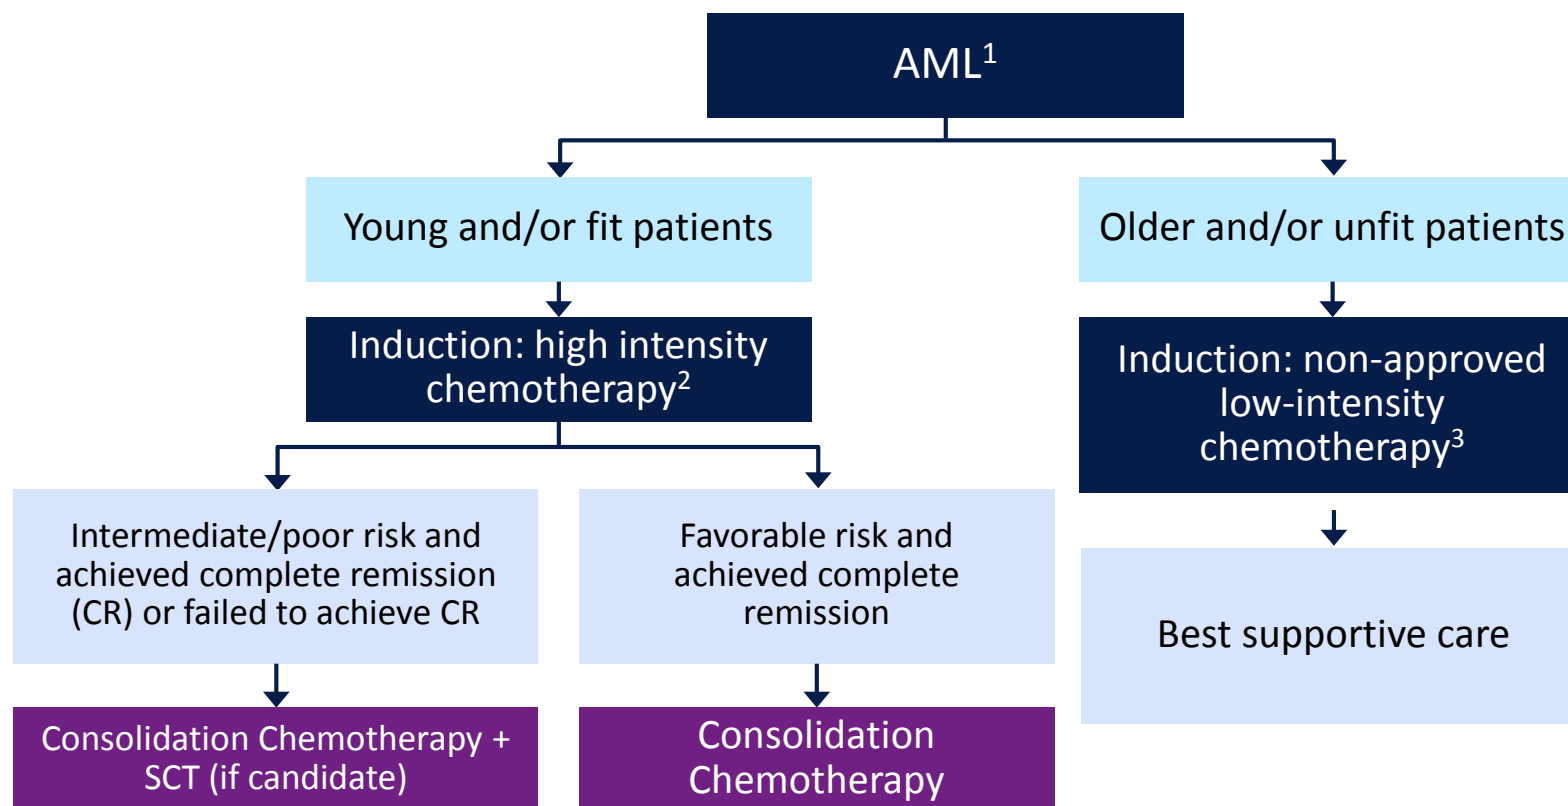 AML¹
Young and/or fit patients
Older and/or unfit patients
Induction: high intensity
chemotherapy²
Induction: non-approved
low-intensity
chemotherapy³
Intermediate/poor risk and
achieved complete remission
(CR) or failed to achieve CR
Favorable risk and
achieved complete
remission
Best supportive care
Consolidation Chemotherapy +
SCT (if candidate)
Consolidation
Chemotherapy